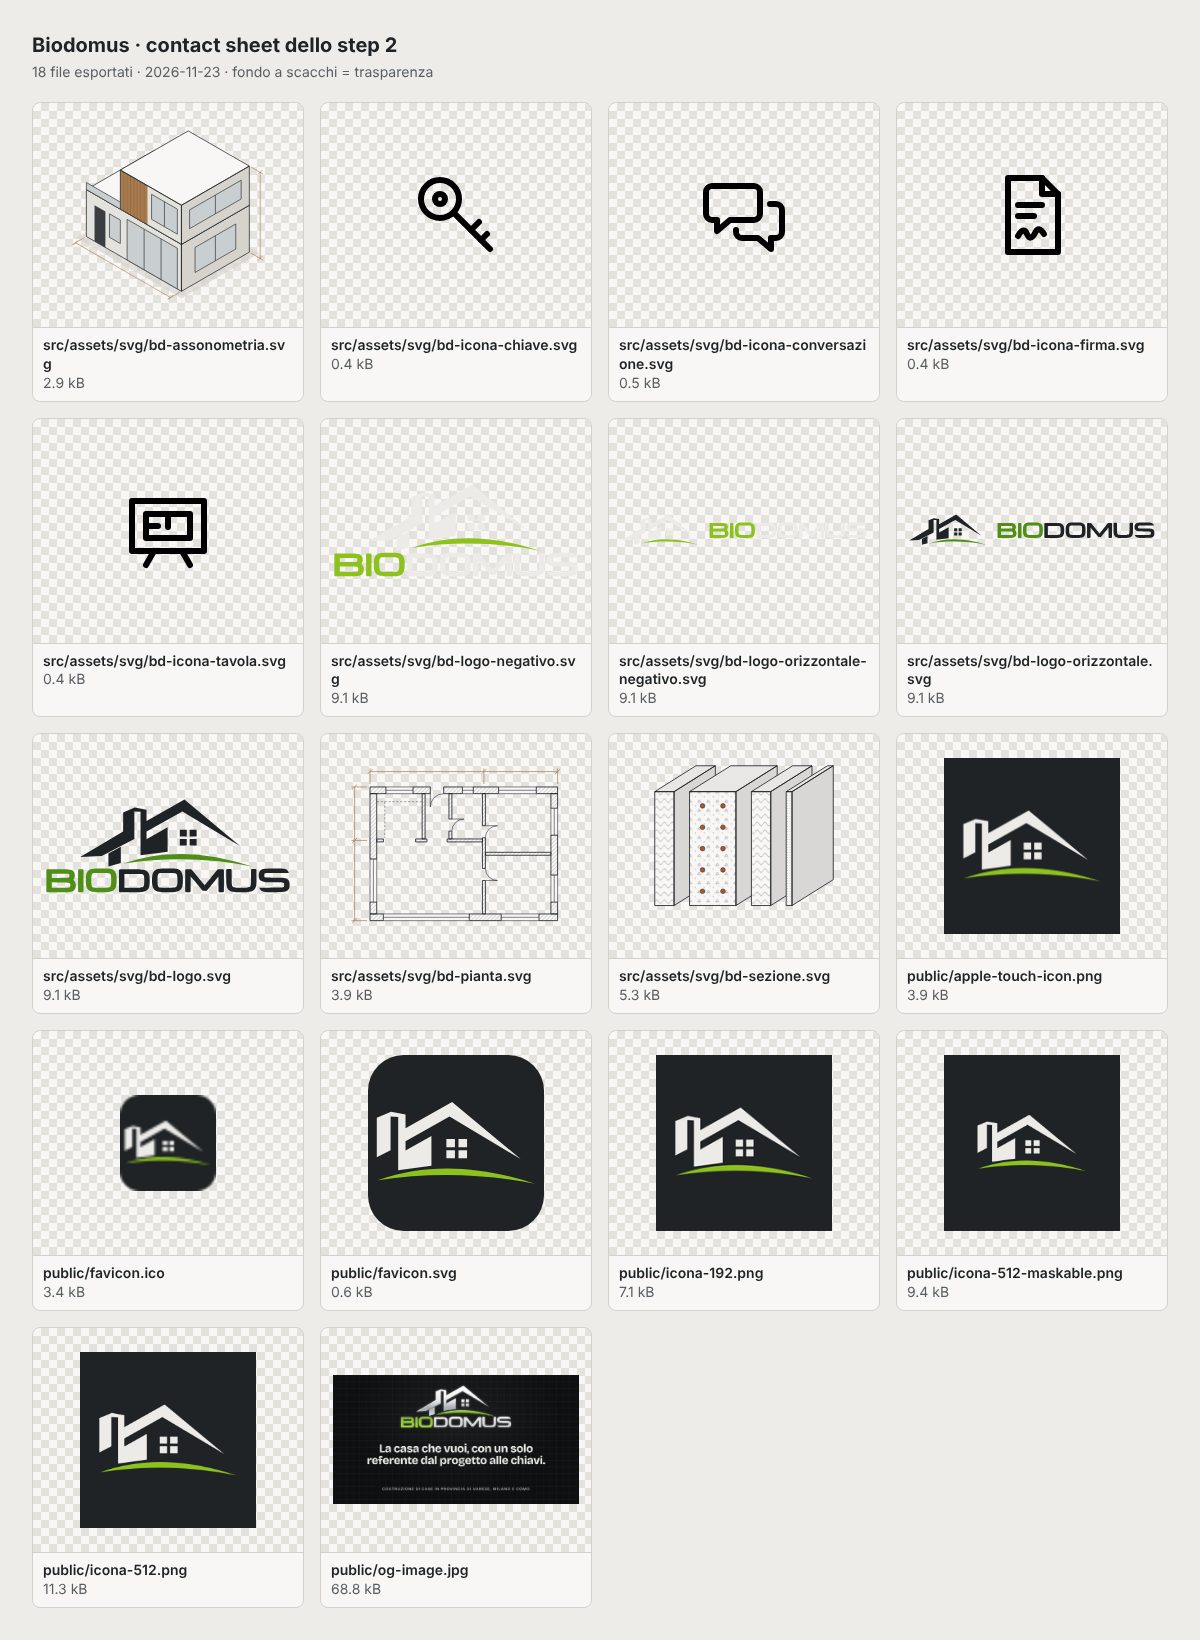 Biodomus · contact sheet dello step 2
18 file esportati · 2026-11-23 · fondo a scacchi = trasparenza
src/assets/svg/bd-assonometria.sv
g
2.9 kB
src/assets/svg/bd-icona-chiave.svg
0.4 kB
src/assets/svg/bd-icona-conversazi
one.svg
0.5 kB
src/assets/svg/bd-icona-firma.svg
0.4 kB
BIO
BIO
BIODOMUS
src/assets/svg/bd-icona-tavola.svg
0.4 kB
src/assets/svg/bd-logo-negativo.sv
g
9.1 kB
src/assets/svg/bd-logo-orizzontale-
negativo.svg
9.1 kB
src/assets/svg/bd-logo-orizzontale.
svg
9.1 kB
BIODOMUS
src/assets/svg/bd-logo.svg
9.1 kB
src/assets/svg/bd-pianta.svg
3.9 kB
src/assets/svg/bd-sezione.svg
5.3 kB
public/apple-touch-icon.png
3.9 kB
public/favicon.ico
3.4 kB
public/favicon.svg
0.6 kB
public/icona-192.png
7.1 kB
public/icona-512-maskable.png
9.4 kB
BIODOMUS
La casa che vuoi, con un solo
referente dal progetto alle chiavi.
COSTRUZIONE DI CASE IN PROVINCIA DI VARESE, MILANO E COMO
public/icona-512.png
11.3 kB
public/og-image.jpg
68.8 kB